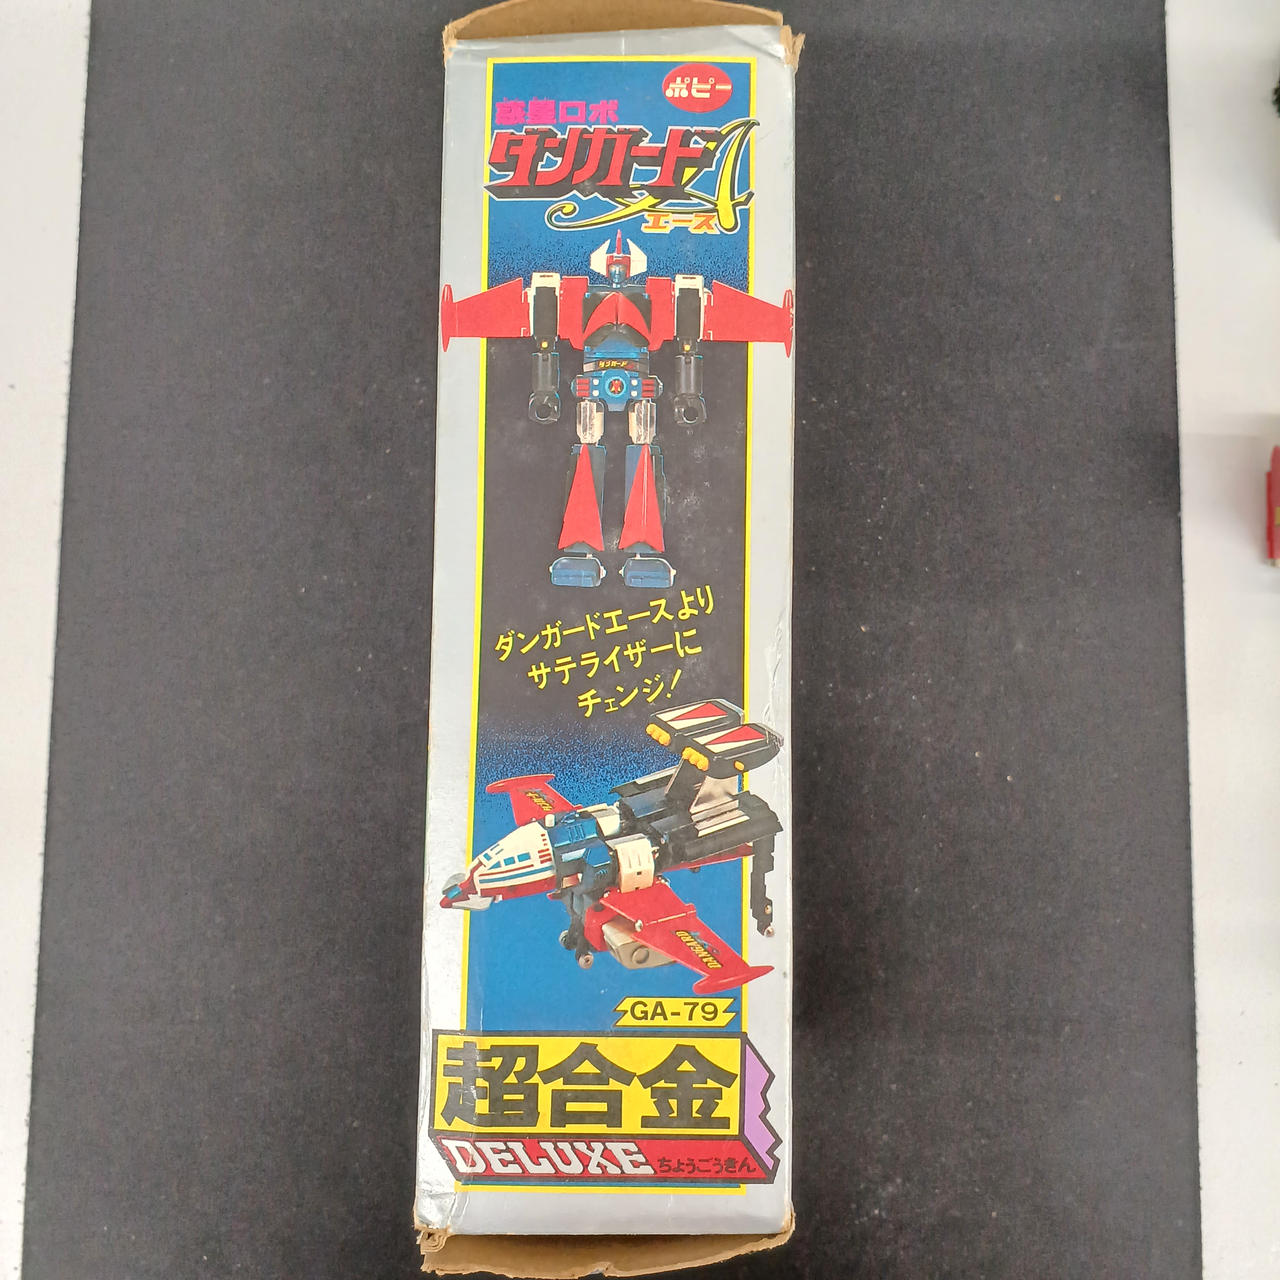 ポピー
惑星ロボ
ダンガードA
エース
ダンガード
ダンガードエースより
サテライザーに
チェンジ!
DANGARD
GA-79
超合金
DELUXE ちょうごうきん